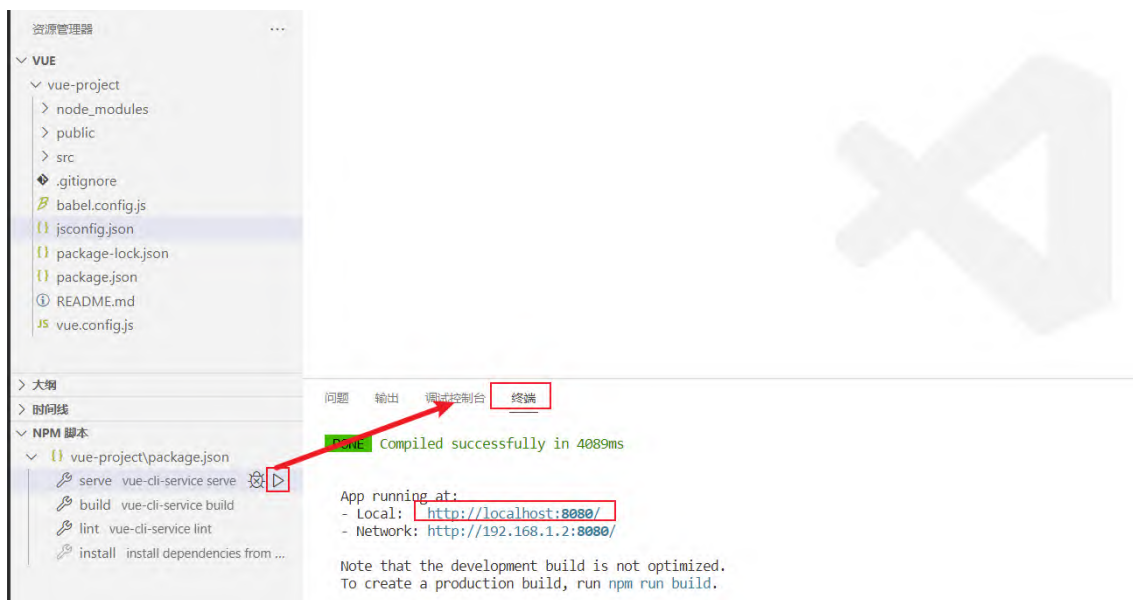 资源管理器 ...
VUE
vue-project
node_modules
public
src
.gitignore
babel.config.js
jsconfig.json
package-lock.json
package.json
README.md
JS vue.config.js
大纲
时间线
NPM 脚本
vue-project\package.json
serve vue-cli-service serve
build vue-cli-service build
lint vue-cli-service lint
install install dependencies from ...
问题 输出 调试控制台 终端
DONE Compiled successfully in 4089ms
App running at:
- Local: http://localhost:8080/
- Network: http://192.168.1.2:8080/
Note that the development build is not optimized.
To create a production build, run npm run build.